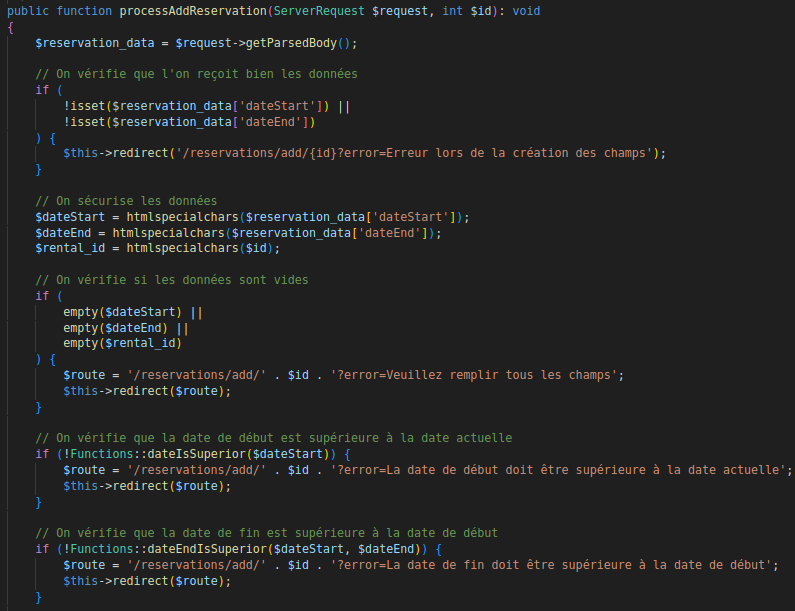 public function processAddReservation(ServerRequest $request, int $id): void
{
    $reservation_data = $request->getParsedBody();

    // On vérifie que l'on reçoit bien les données
    if (
        !isset($reservation_data['dateStart']) ||
        !isset($reservation_data['dateEnd'])
    ) {
        $this->redirect('/reservations/add/{id}?error=Erreur lors de la création des champs');
    }

    // On sécurise les données
    $dateStart = htmlspecialchars($reservation_data['dateStart']);
    $dateEnd = htmlspecialchars($reservation_data['dateEnd']);
    $rental_id = htmlspecialchars($id);

    // On vérifie si les données sont vides
    if (
        empty($dateStart) ||
        empty($dateEnd) ||
        empty($rental_id)
    ) {
        $route = '/reservations/add/' . $id . '?error=Veuillez remplir tous les champs';
        $this->redirect($route);
    }

    // On vérifie que la date de début est supérieure à la date actuelle
    if (!Functions::dateIsSuperior($dateStart)) {
        $route = '/reservations/add/' . $id . '?error=La date de début doit être supérieure à la date actuelle';
        $this->redirect($route);
    }

    // On vérifie que la date de fin est supérieure à la date de début
    if (!Functions::dateEndIsSuperior($dateStart, $dateEnd)) {
        $route = '/reservations/add/' . $id . '?error=La date de fin doit être supérieure à la date de début';
        $this->redirect($route);
    }